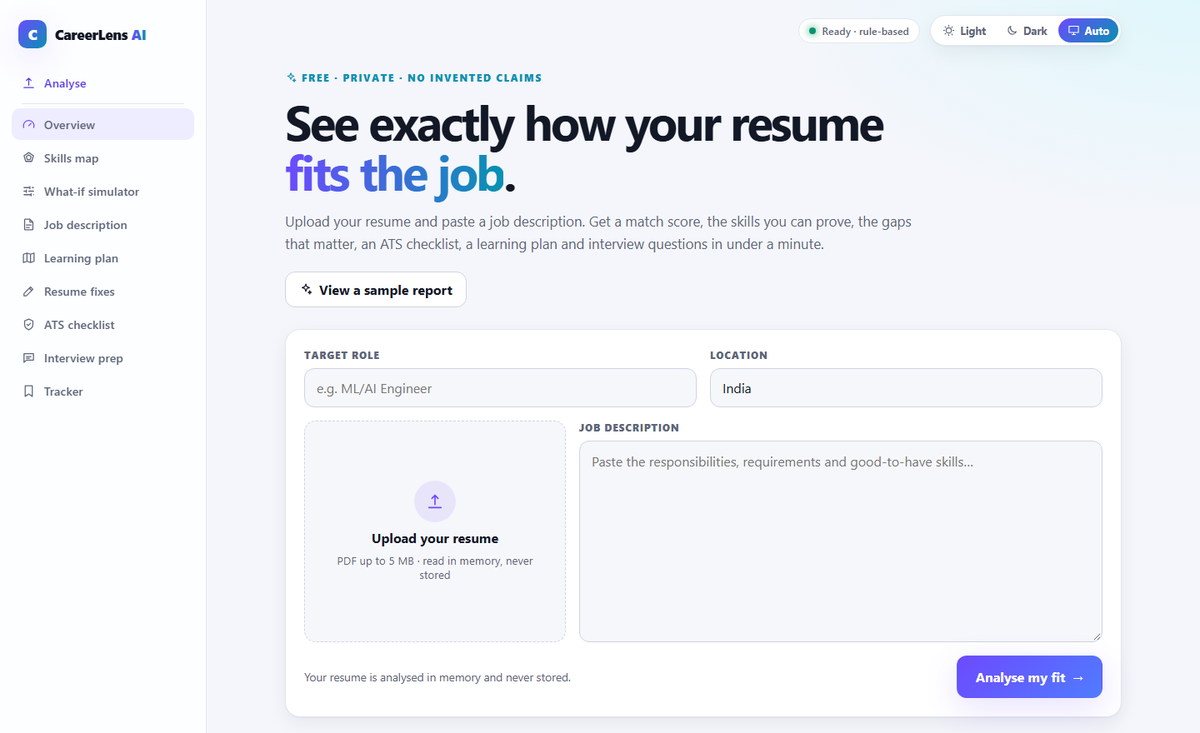 C CareerLens AI
Analyse
Overview
Skills map
What-if simulator
Job description
Learning plan
Resume fixes
ATS checklist
Interview prep
Tracker
Ready · rule-based
Light
Dark
Auto
FREE · PRIVATE · NO INVENTED CLAIMS
See exactly how your resume
fits the job.
Upload your resume and paste a job description. Get a match score, the skills you can prove, the gaps
that matter, an ATS checklist, a learning plan and interview questions in under a minute.
View a sample report
TARGET ROLE
e.g. ML/AI Engineer
LOCATION
India
Upload your resume
PDF up to 5 MB · read in memory, never
stored
JOB DESCRIPTION
Paste the responsibilities, requirements and good-to-have skills...
Your resume is analysed in memory and never stored.
Analyse my fit →